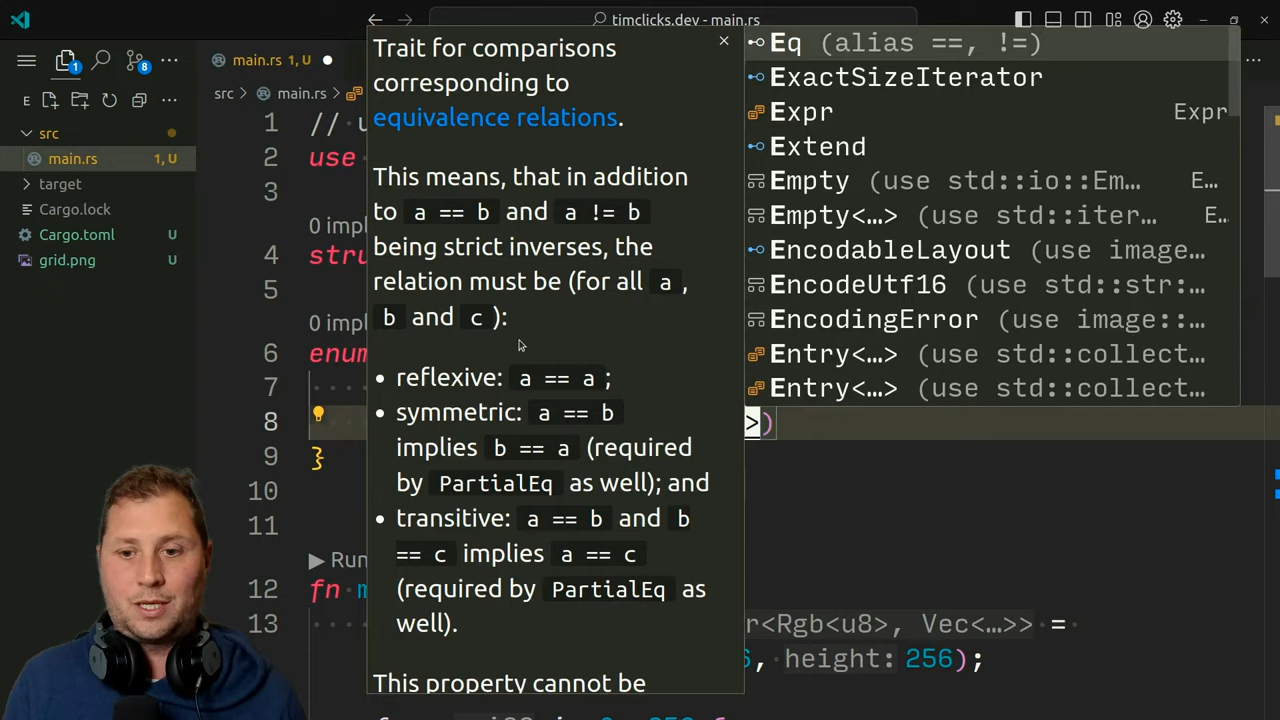 timclicks.dev - main.rs
1
8
E
src
main.rs 1, U
target
Cargo.lock
Cargo.toml U
grid.png U
main.rs 1, U
src > main.rs >
1 // u
2 use
3
0 impl
4 stru
5
0 impl
6 enum
7
8 >)
9 }
10
11
▶ Run
12 fn m
13 r<Rgb<u8>, Vec<…>> =
6, height: 256);
Trait for comparisons
corresponding to
equivalence relations.
This means, that in addition
to a == b and a != b
being strict inverses, the
relation must be (for all a ,
b and c ):
• reflexive: a == a ;
• symmetric: a == b
implies b == a (required
by PartialEq as well); and
• transitive: a == b and b
== c implies a == c
(required by PartialEq as
well).
This property cannot be
Eq (alias ==, !=)
ExactSizeIterator
Expr Expr
Extend
Empty (use std::io::Em… E…
Empty<…> (use std::iter… E…
EncodableLayout (use image…
EncodeUtf16 (use std::str:…
EncodingError (use image::…
Entry<…> (use std::collect…
Entry<…> (use std::collect…